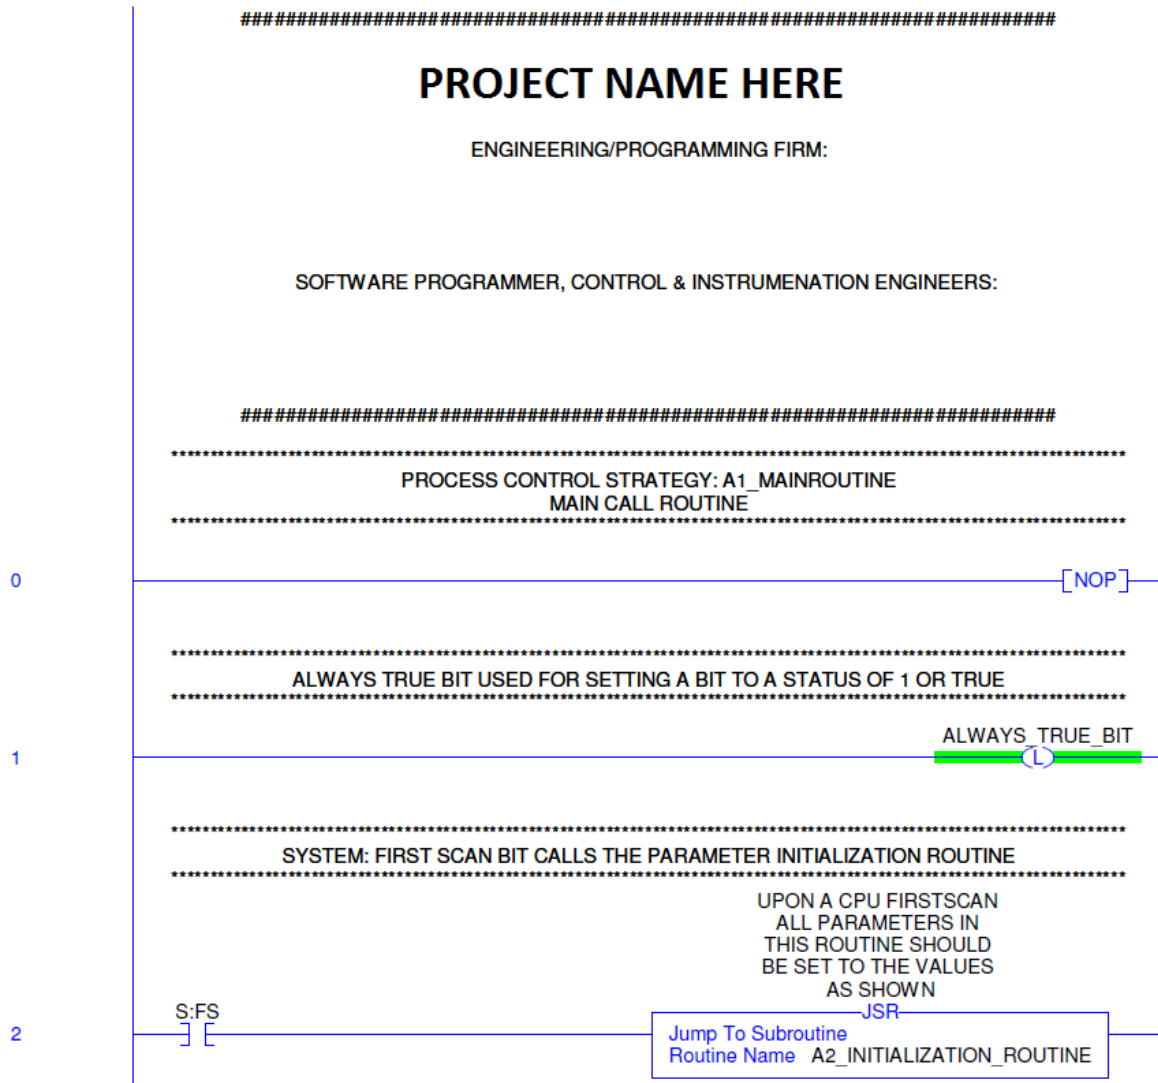 ########################################################################
PROJECT NAME HERE
ENGINEERING/PROGRAMMING FIRM:
SOFTWARE PROGRAMMER, CONTROL & INSTRUMENATION ENGINEERS:
########################################################################
******************************************************************************************************************************
PROCESS CONTROL STRATEGY: A1_MAINROUTINE
MAIN CALL ROUTINE
******************************************************************************************************************************
0 NOP
******************************************************************************************************************************
ALWAYS TRUE BIT USED FOR SETTING A BIT TO A STATUS OF 1 OR TRUE
******************************************************************************************************************************
ALWAYS_TRUE_BIT
1 L
******************************************************************************************************************************
SYSTEM: FIRST SCAN BIT CALLS THE PARAMETER INITIALIZATION ROUTINE
******************************************************************************************************************************
UPON A CPU FIRSTSCAN
ALL PARAMETERS IN
THIS ROUTINE SHOULD
BE SET TO THE VALUES
AS SHOWN
S:FS JSR
2 Jump To Subroutine
Routine Name A2_INITIALIZATION_ROUTINE